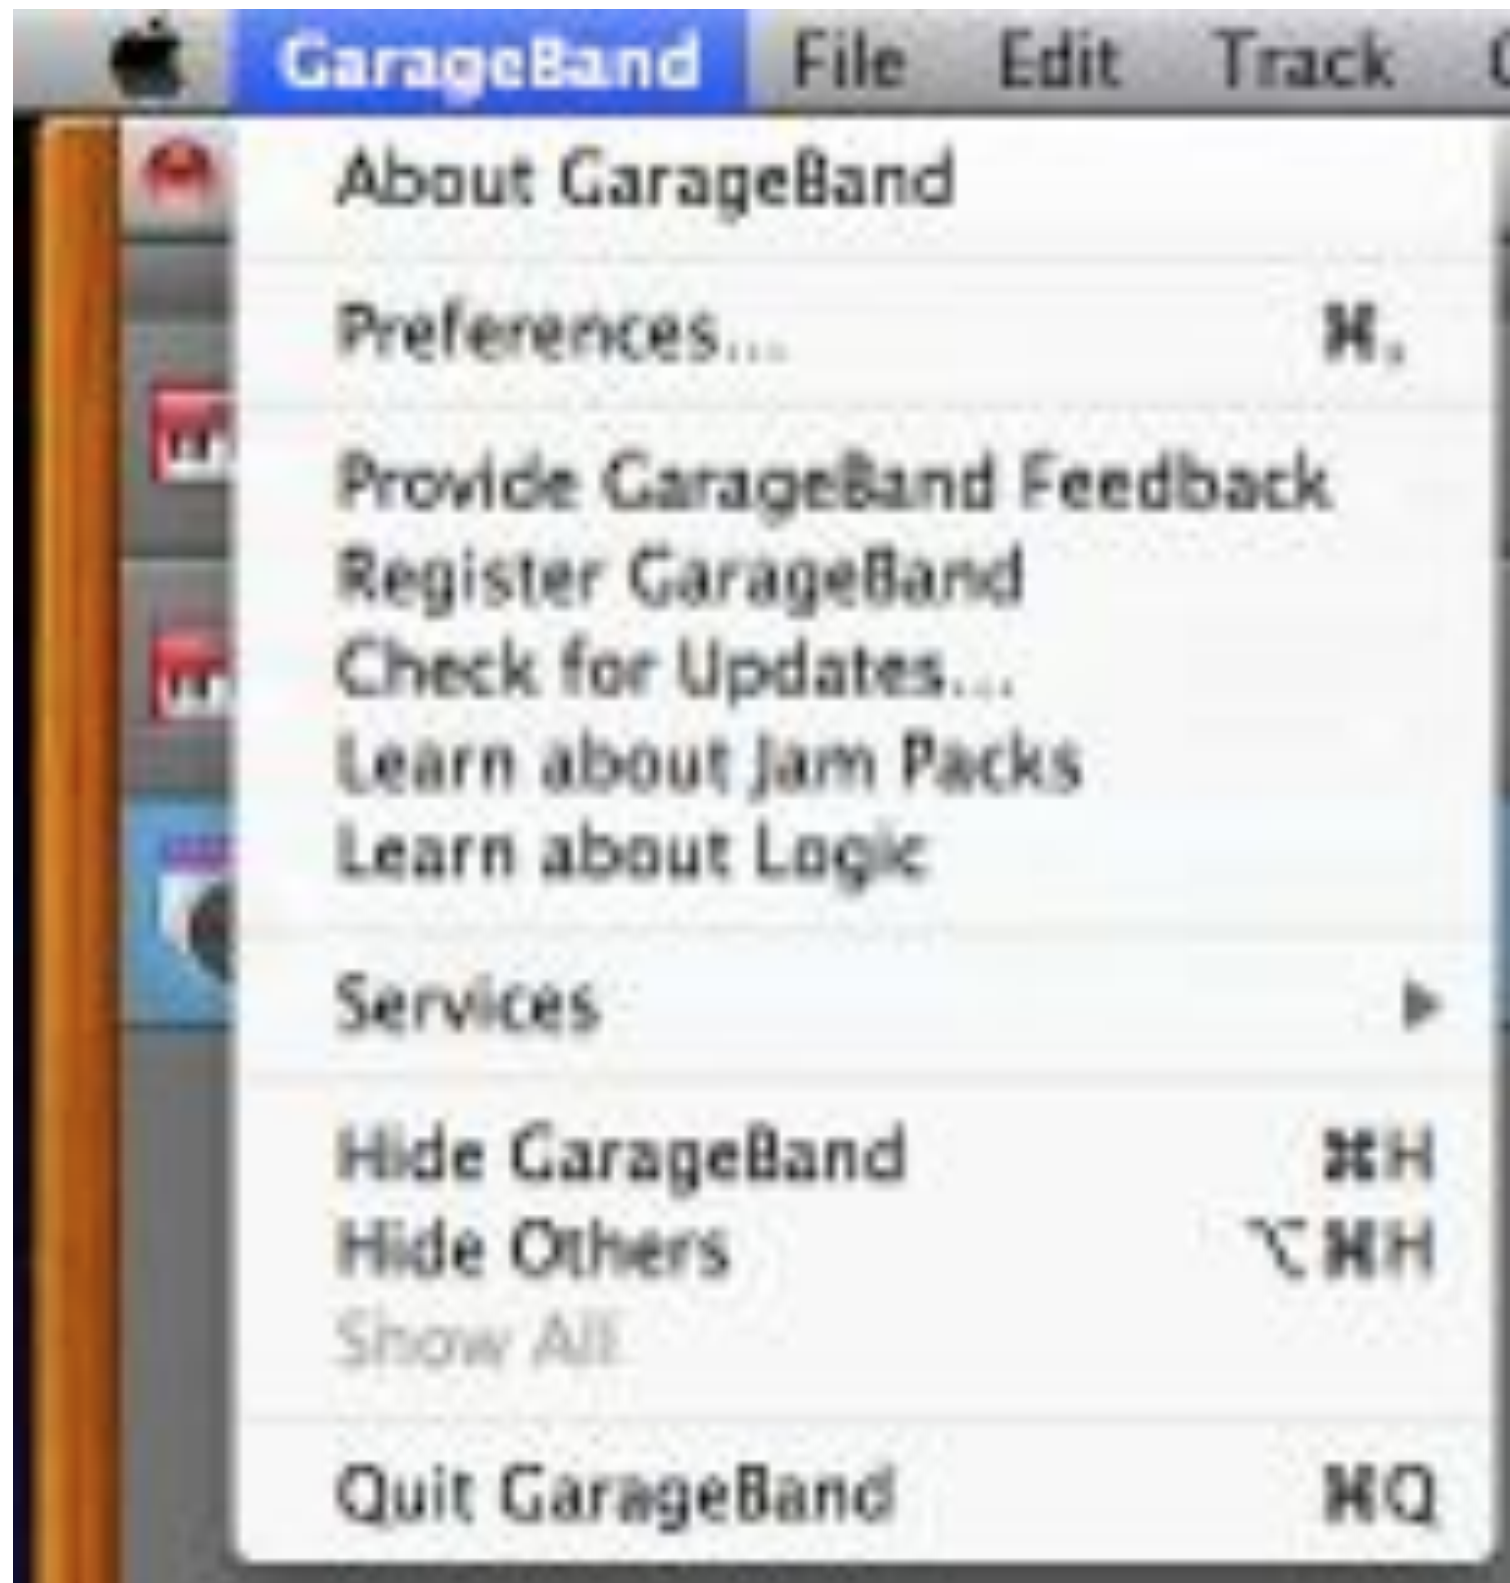 GarageBand File Edit Track
About GarageBand
Preferences... ⌘,
Provide GarageBand Feedback
Register GarageBand
Check for Updates...
Learn about Jam Packs
Learn about Logic
Services ▶
Hide GarageBand ⌘H
Hide Others ⌥⌘H
Show All
Quit GarageBand ⌘Q